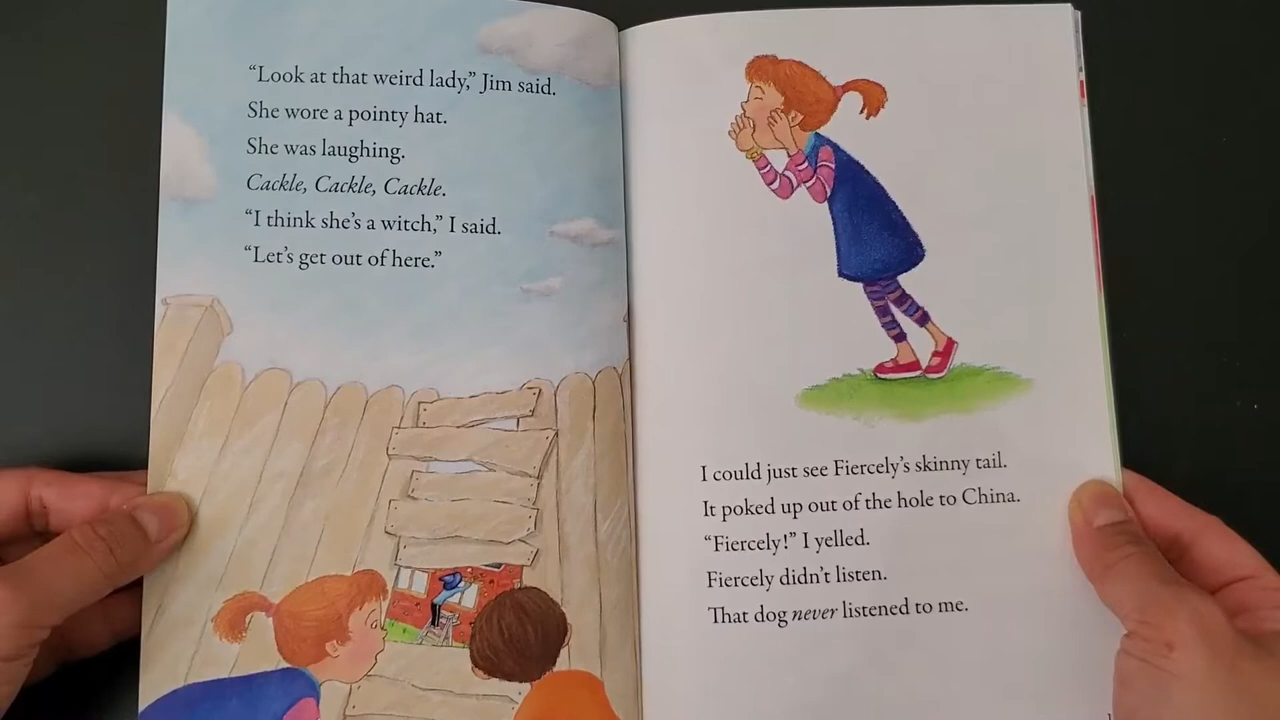 “Look at that weird lady,” Jim said.
She wore a pointy hat.
She was laughing.
Cackle, Cackle, Cackle.
“I think she’s a witch,” I said.
“Let’s get out of here.”
I could just see Fiercely’s skinny tail.
It poked up out of the hole to China.
“Fiercely!” I yelled.
Fiercely didn’t listen.
That dog never listened to me.